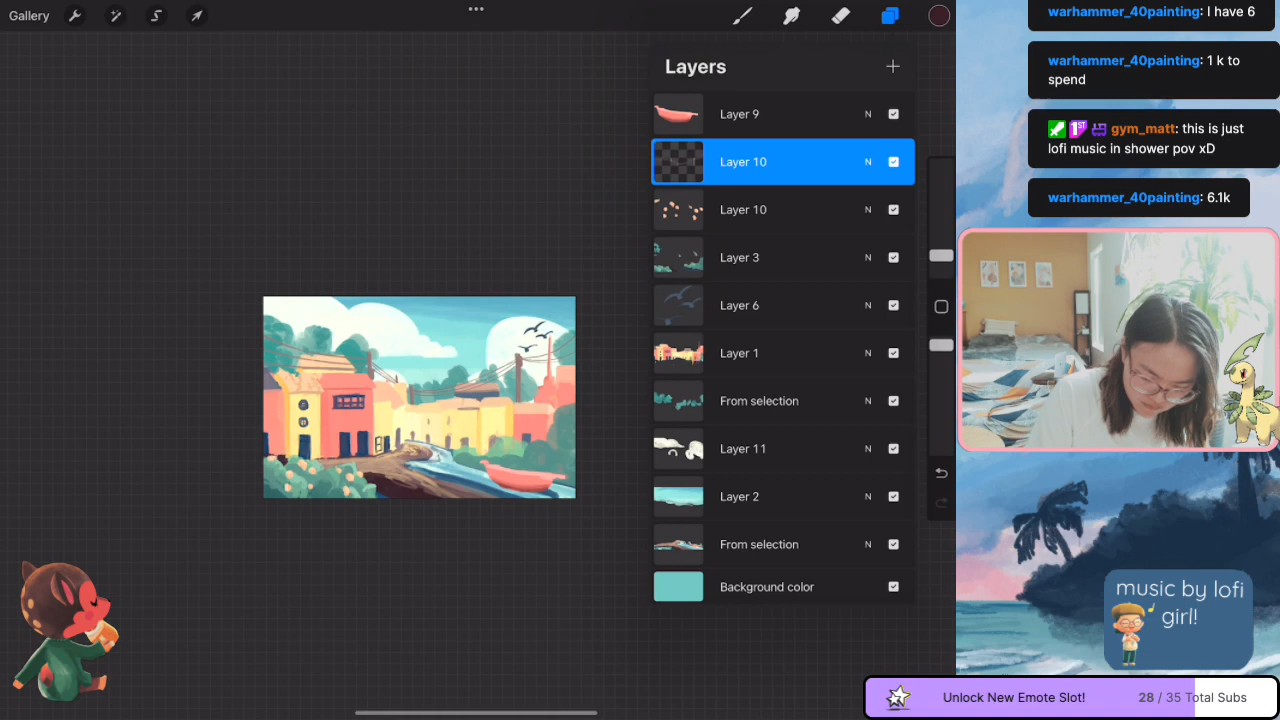 Gallery
Layers
Layer 9 N
Layer 10 N
Layer 10 N
Layer 3 N
Layer 6 N
Layer 1 N
From selection N
Layer 11 N
Layer 2 N
From selection N
Background color
warhammer_40painting: I have 6
warhammer_40painting: 1 k to
spend
1ST gym_matt: this is just
lofi music in shower pov xD
warhammer_40painting: 6.1k
music by lofi
girl!
Unlock New Emote Slot! 28 / 35 Total Subs